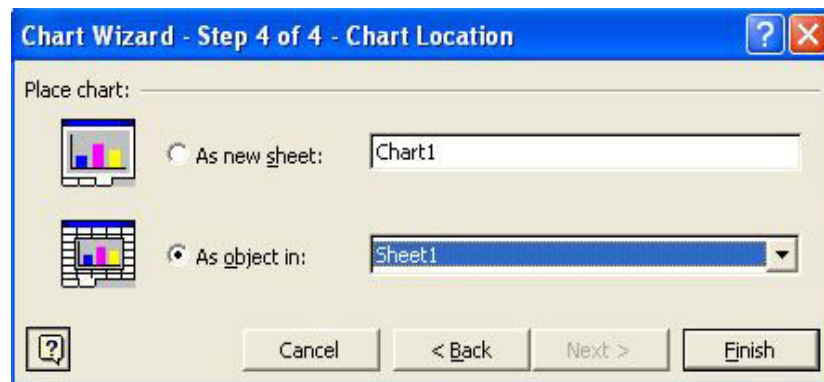 Chart Wizard - Step 4 of 4 - Chart Location
Place chart:
As new sheet: Chart1
As object in: Sheet1
Cancel < Back Next > Finish